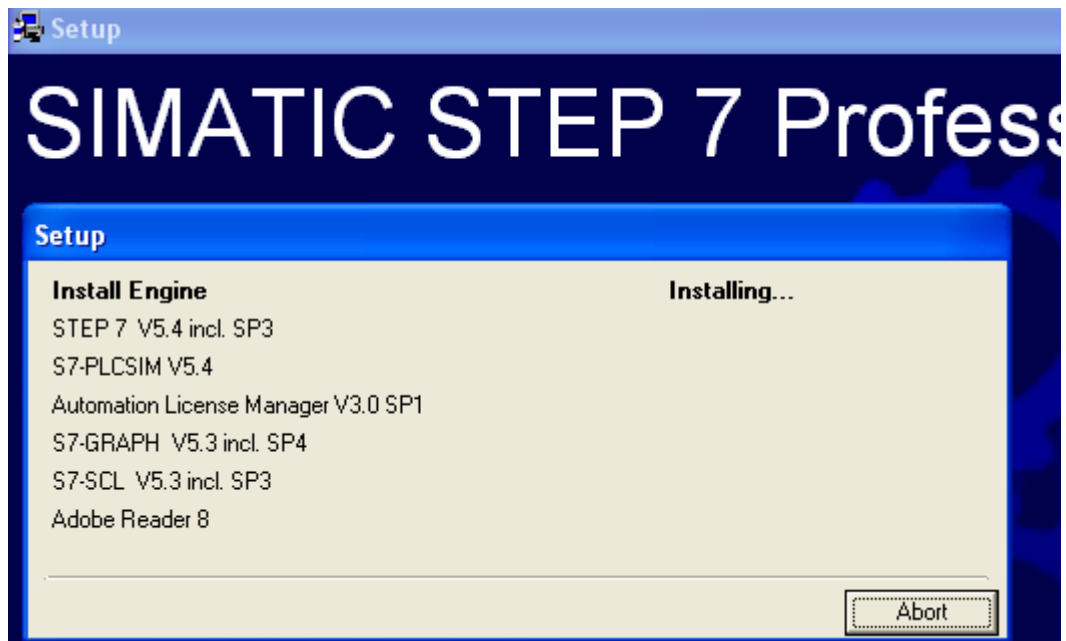 Setup
SIMATIC STEP 7 Profess
Setup
Install Engine Installing...
STEP 7 V5.4 incl. SP3
S7-PLCSIM V5.4
Automation License Manager V3.0 SP1
S7-GRAPH V5.3 incl. SP4
S7-SCL V5.3 incl. SP3
Adobe Reader 8
Abort